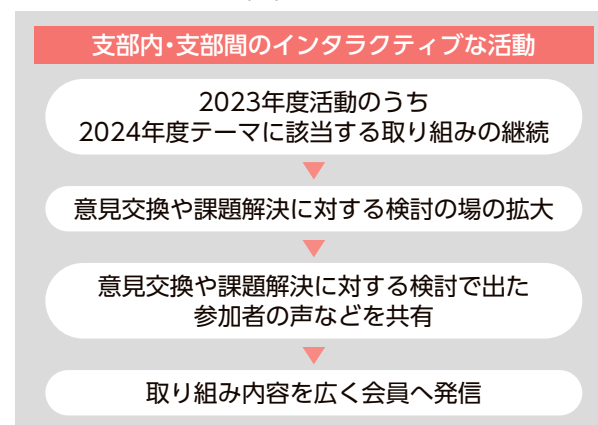 支部内・支部間のインタラクティブな活動
2023年度活動のうち
2024年度テーマに該当する取り組みの継続
意見交換や課題解決に対する検討の場の拡大
意見交換や課題解決に対する検討で出た
参加者の声などを共有
取り組み内容を広く会員へ発信